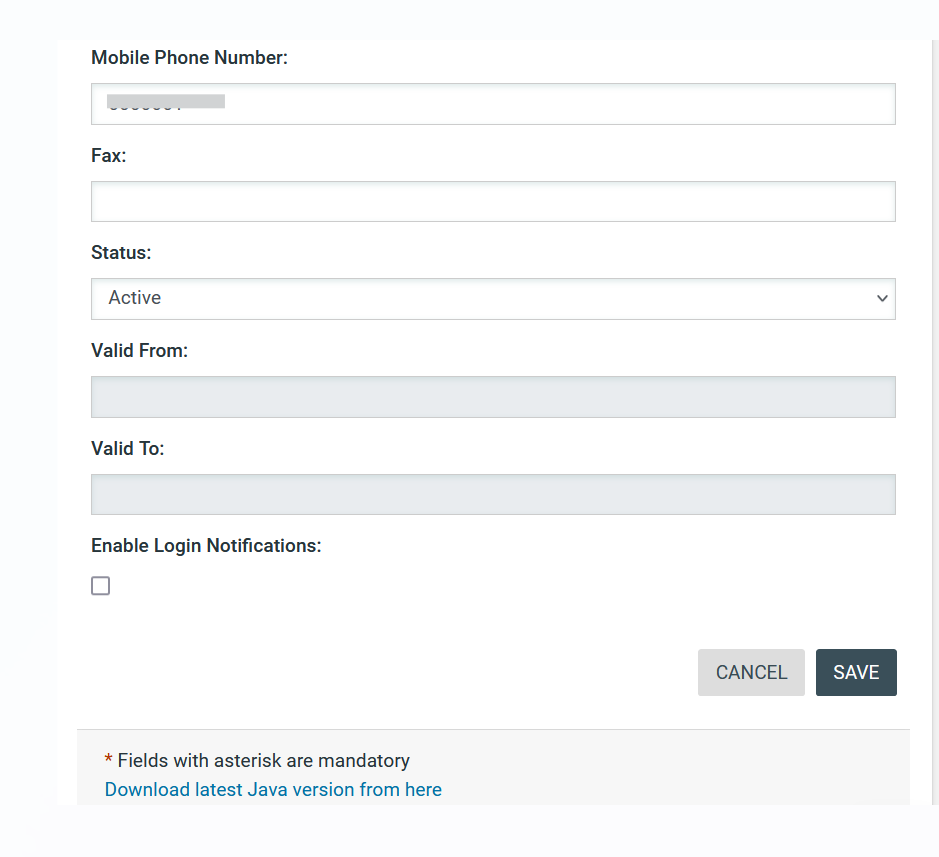 Mobile Phone Number:
Fax:
Status:
Active
Valid From:
Valid To:
Enable Login Notifications:
CANCEL
SAVE
* Fields with asterisk are mandatory
Download latest Java version from here